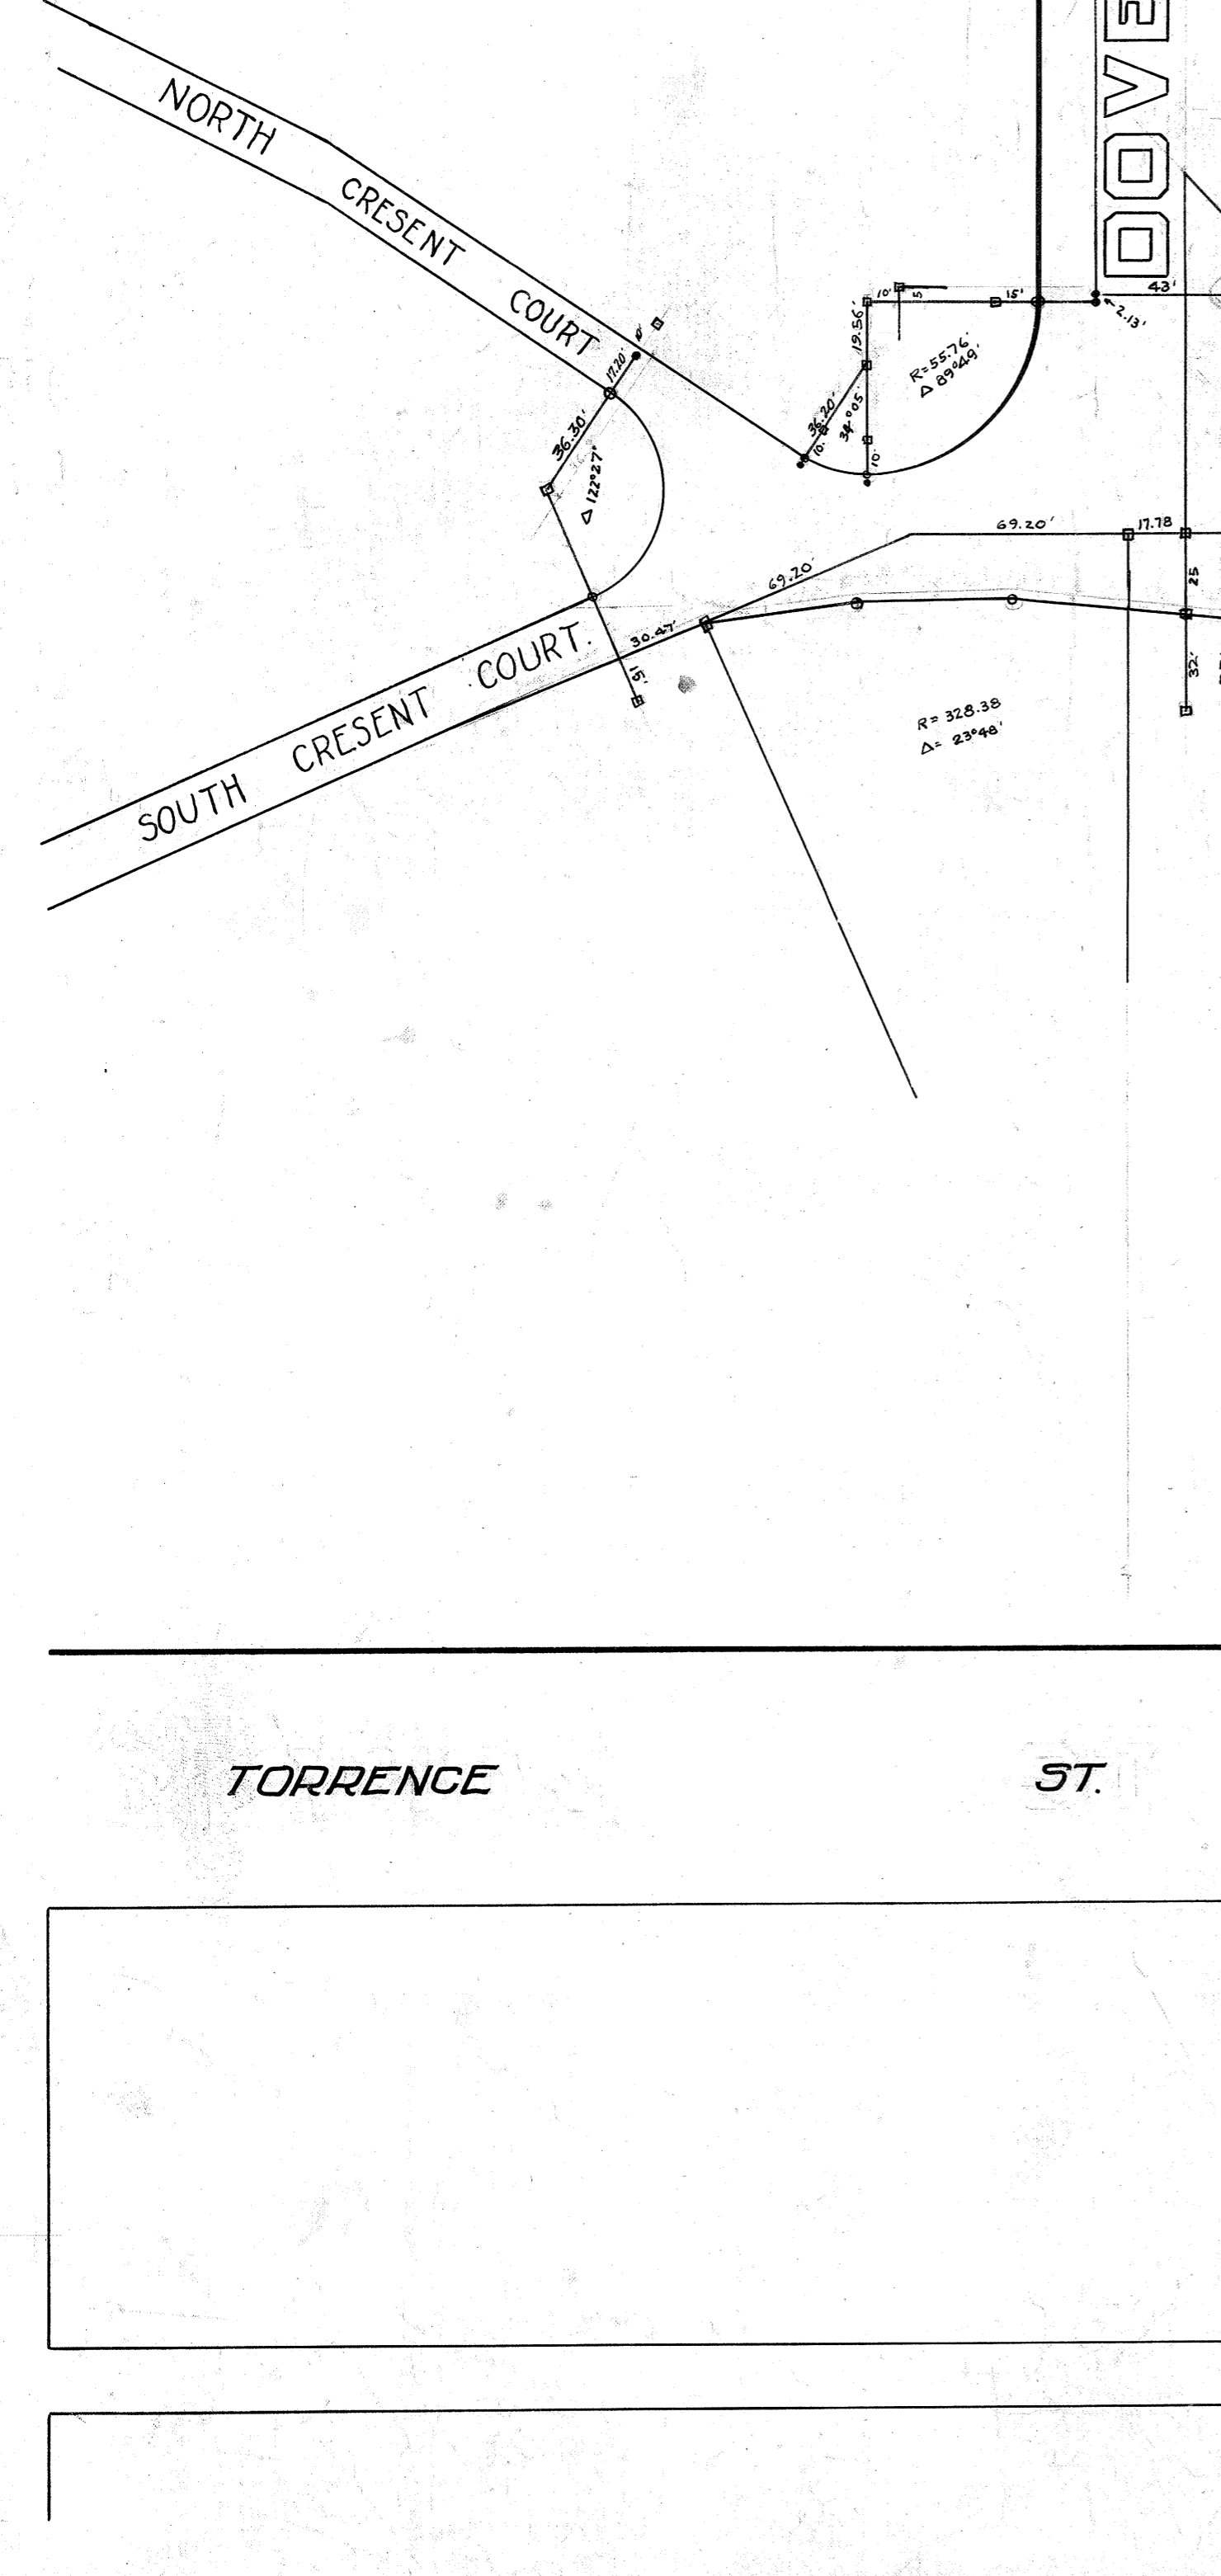 NORTH CRESENT COURT
DOVE
43'
2.13'
10'
5
15'
19.56'
R=55.76'
Δ 89°49'
36.20'
34°05'
10'
10'
17.20'
36.30'
Δ 122°27'
69.20'
17.78
69.20'
25
30.47'
15'
32'
SOUTH CRESENT COURT.
R= 328.38
Δ= 23°48'
TORRENCE ST.